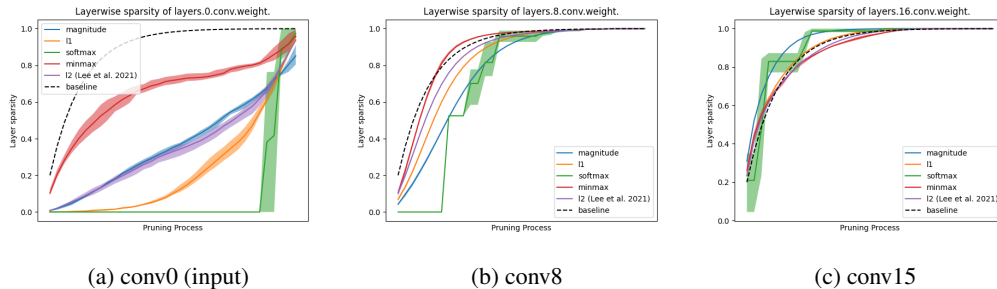 Layerwise sparsity of layers.0.conv.weight.
1.0
0.8
0.6
0.4
0.2
0.0
Layer sparsity
magnitude
l1
softmax
minmax
l2 (Lee et al. 2021)
baseline
Pruning Process
(a) conv0 (input)
Layerwise sparsity of layers.8.conv.weight.
1.0
0.8
0.6
0.4
0.2
0.0
Layer sparsity
magnitude
l1
softmax
minmax
l2 (Lee et al. 2021)
baseline
Pruning Process
(b) conv8
Layerwise sparsity of layers.16.conv.weight.
1.0
0.8
0.6
0.4
0.2
0.0
Layer sparsity
magnitude
l1
softmax
minmax
l2 (Lee et al. 2021)
baseline
Pruning Process
(c) conv15